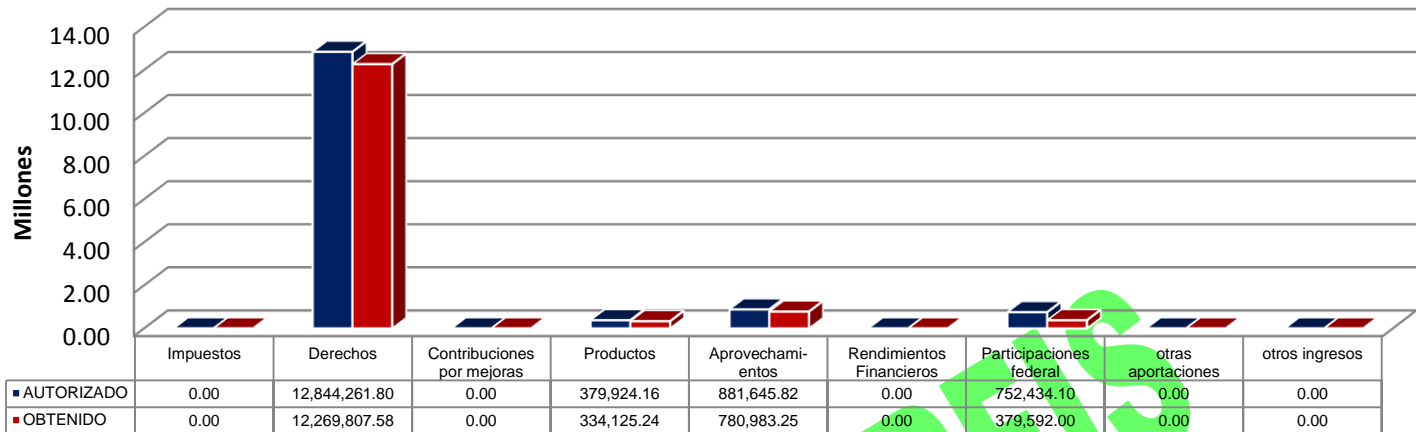 14.00
12.00
10.00
8.00
6.00
4.00
2.00
0.00
Millones
Impuestos Derechos Contribuciones por mejoras Productos Aprovechami-entos Rendimientos Financieros Participaciones federal otras aportaciones otros ingresos
AUTORIZADO 0.00 12,844,261.80 0.00 379,924.16 881,645.82 0.00 752,434.10 0.00 0.00
OBTENIDO 0.00 12,269,807.58 0.00 334,125.24 780,983.25 0.00 379,592.00 0.00 0.00